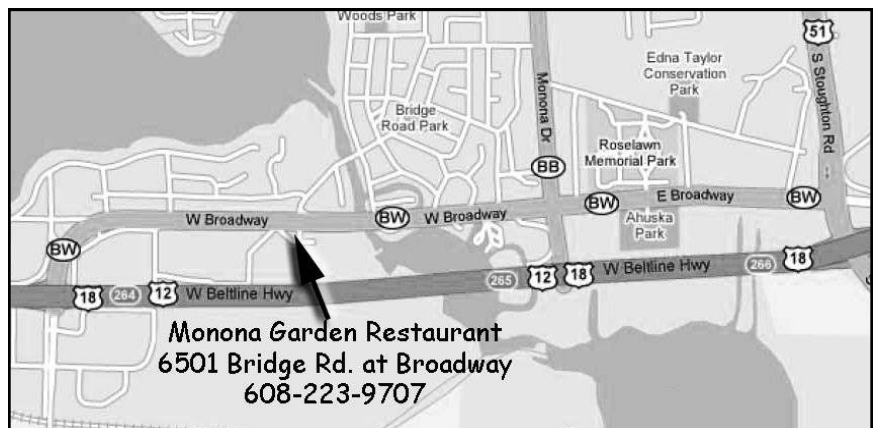 Woods Park
51
S Stoughton Rd
Edna Taylor
Conservation
Park
Monona Dr
Bridge
Road Park
Roselawn
Memorial Park
BB
E Broadway
BW
BW
BW
W Broadway
W Broadway
Ahuska
Park
BW
18
266
W Beltline Hwy
18
12
265
W Beltline Hwy
12
264
18
Monona Garden Restaurant
6501 Bridge Rd. at Broadway
608-223-9707